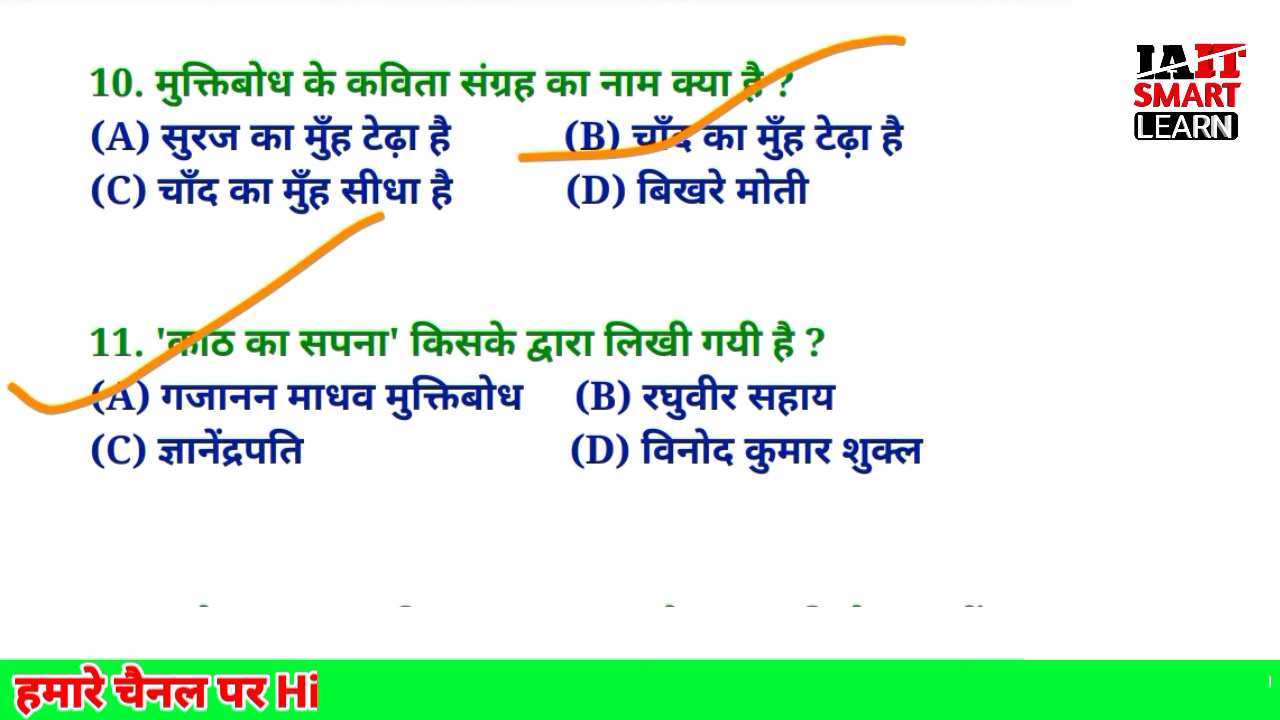 IAIIT
SMART
LEARN
10. मुक्तिबोध के कविता संग्रह का नाम क्या है ?
(A) सुरज का मुँह टेढ़ा है (B) चाँद का मुँह टेढ़ा है
(C) चाँद का मुँह सीधा है (D) बिखरे मोती
11. 'काठ का सपना' किसके द्वारा लिखी गयी है ?
(A) गजानन माधव मुक्तिबोध (B) रघुवीर सहाय
(C) ज्ञानेंद्रपति (D) विनोद कुमार शुक्ल
हमारे चैनल पर Hi